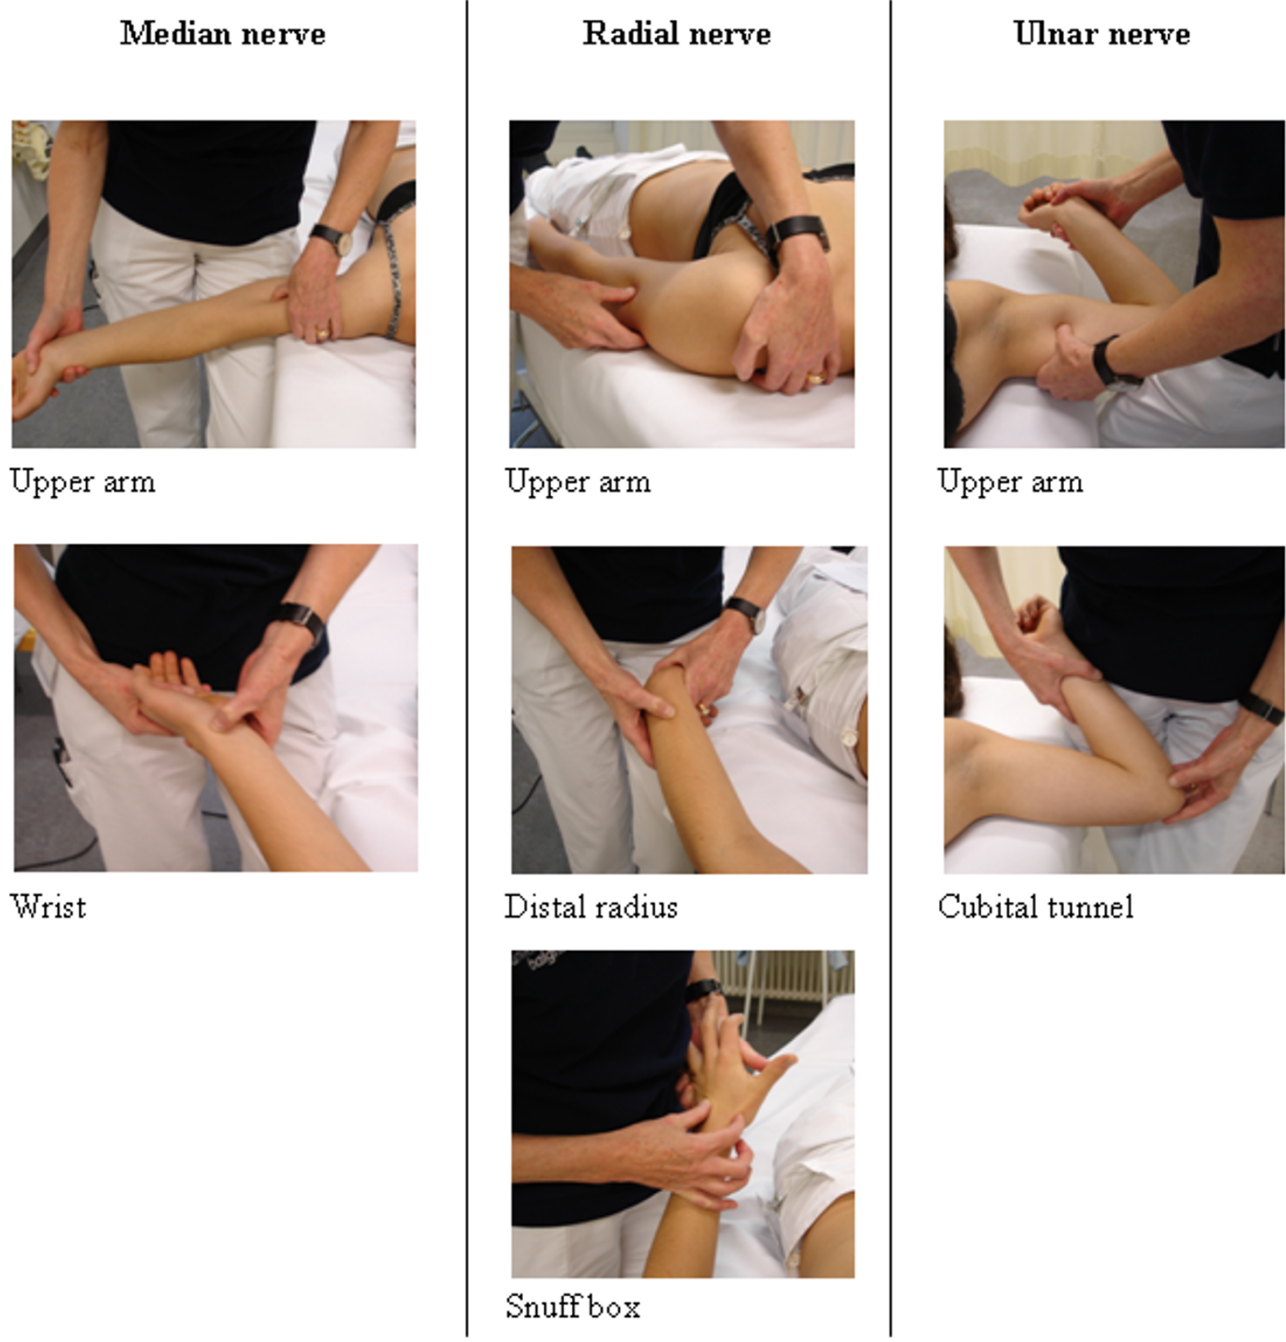 Median nerve
Radial nerve
Ulnar nerve
Upper arm
Upper arm
Upper arm
Wrist
Distal radius
Cubital tunnel
Snuff box